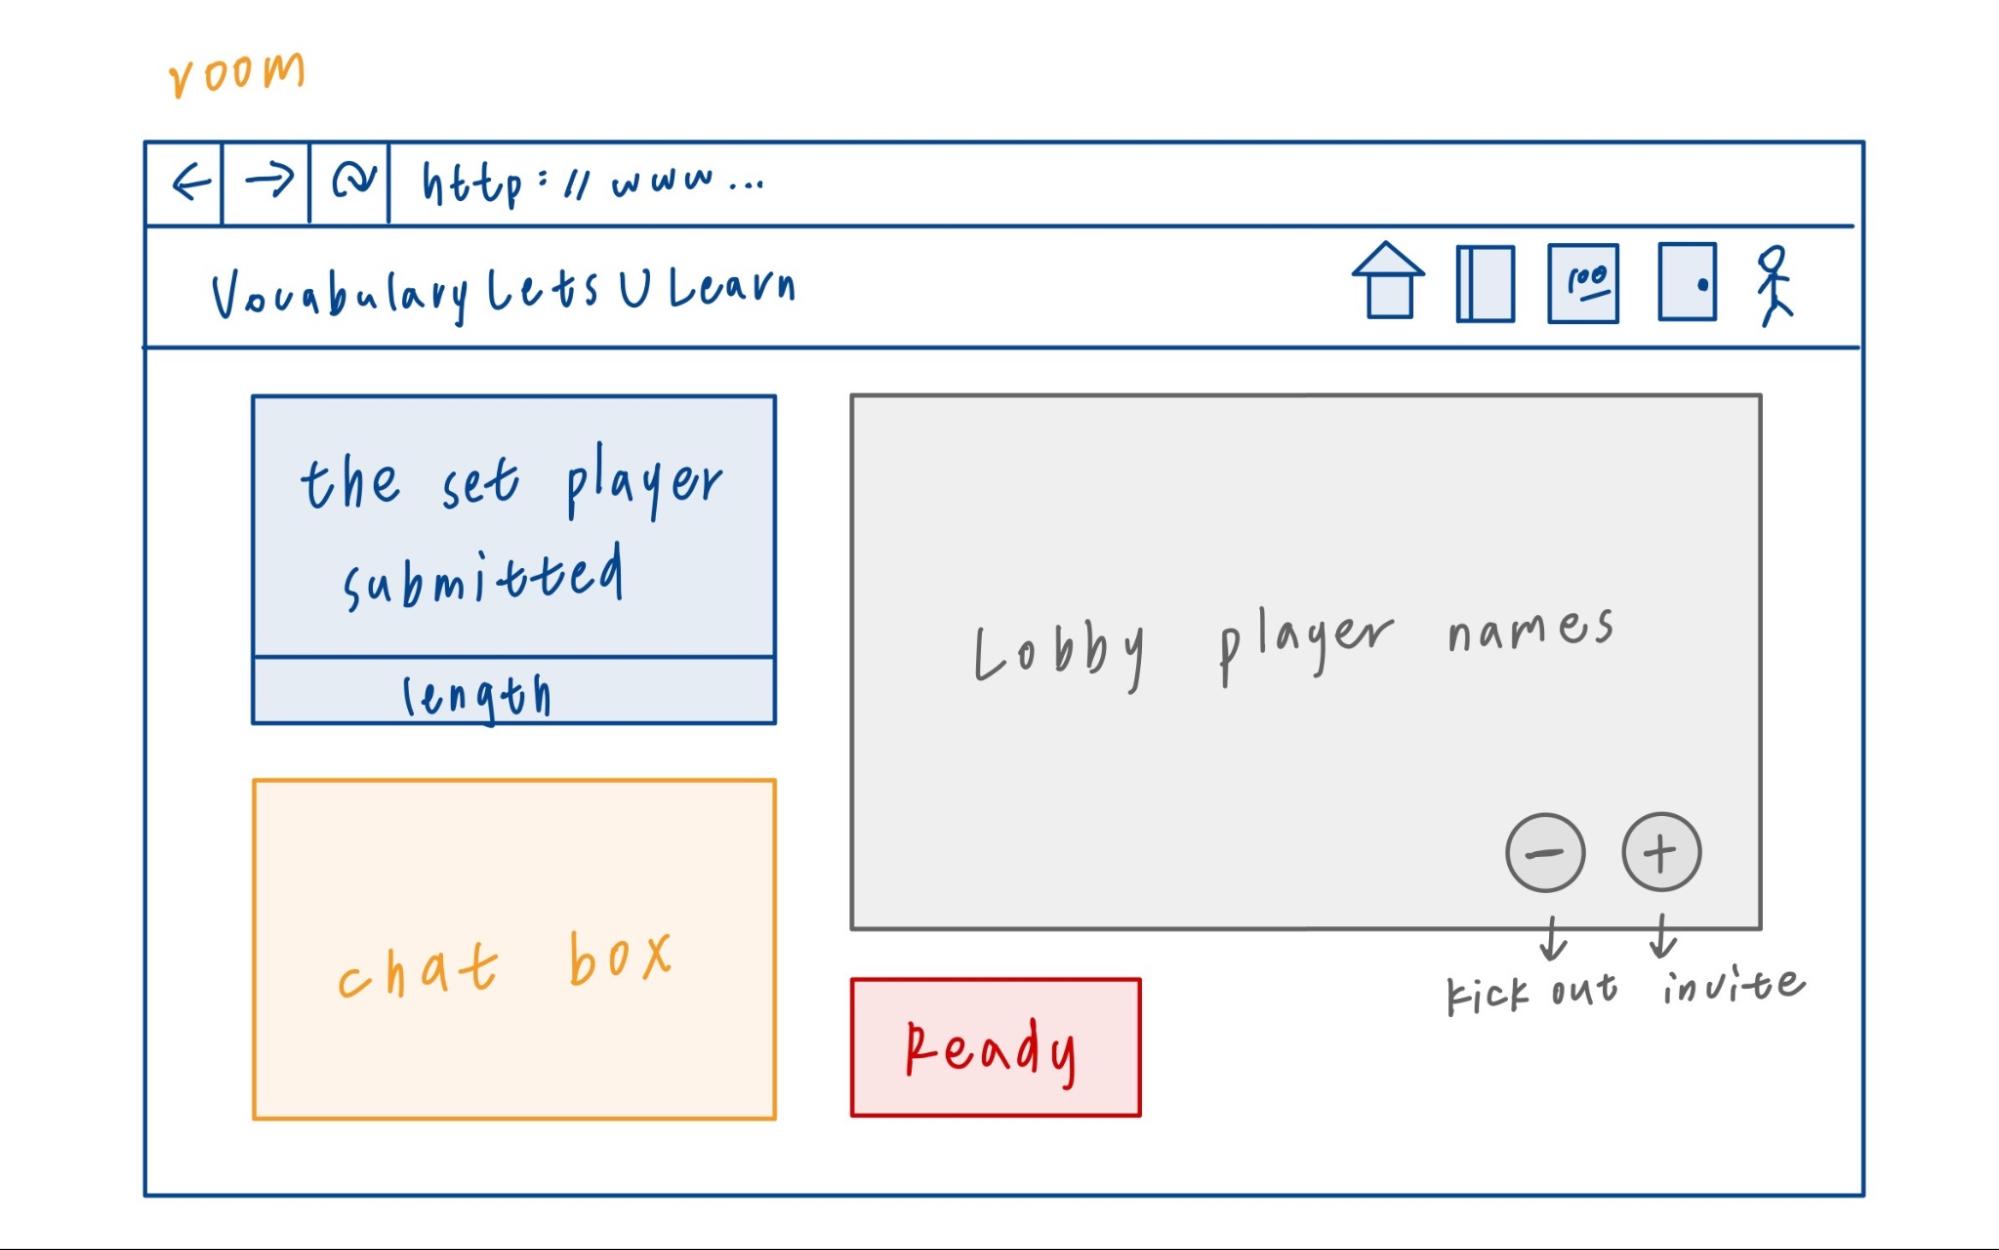 room
http://www...
Vocabulary Lets U Learn
100
the set player
submitted
length
Lobby player names
- +
kick out invite
chat box
Ready